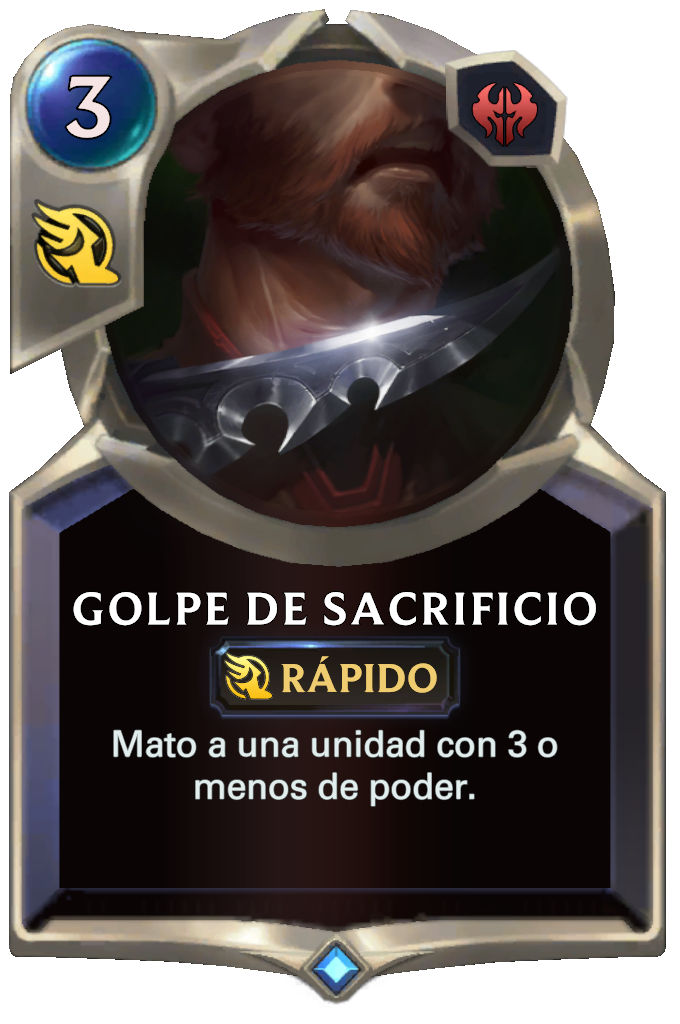 3
GOLPE DE SACRIFICIO
RÁPIDO
Mato a una unidad con 3 o
menos de poder.